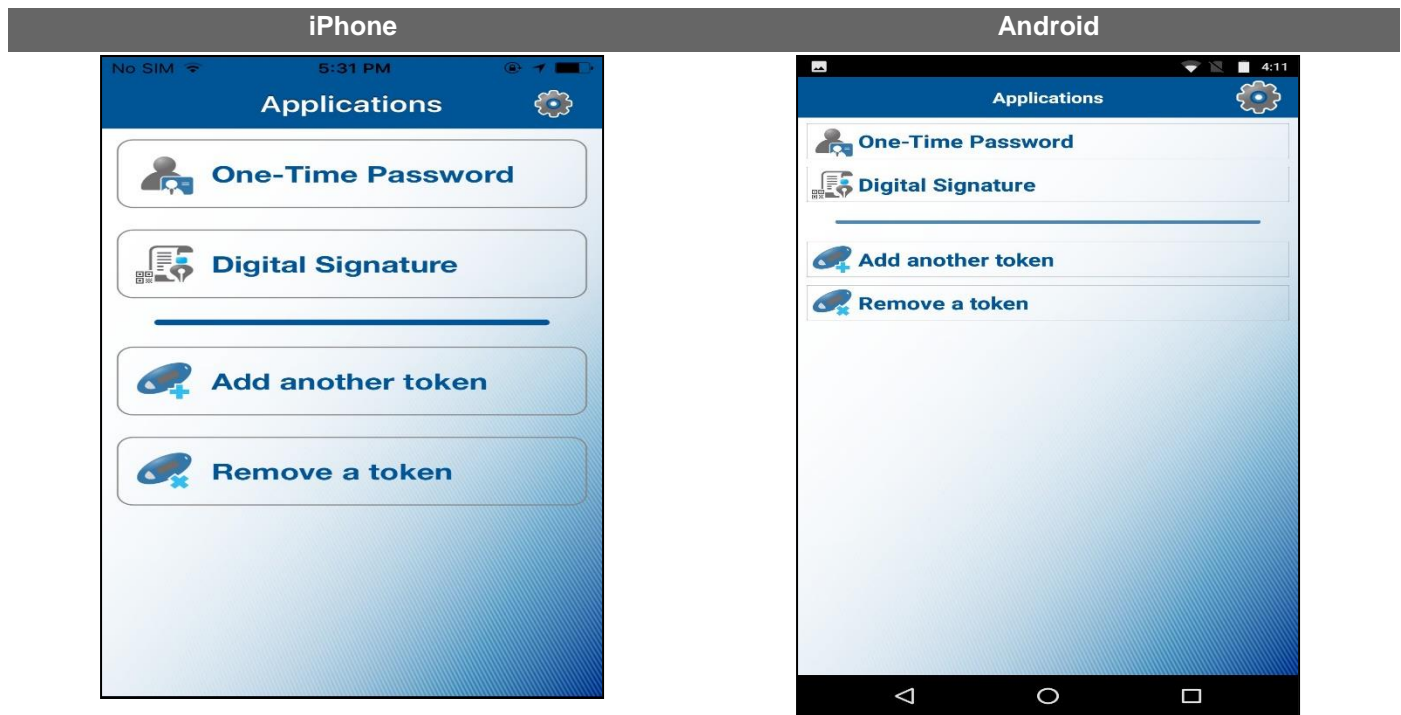 iPhone
Android
No SIM
5:31 PM
Applications
One-Time Password
Digital Signature
Add another token
Remove a token
4:11
Applications
One-Time Password
Digital Signature
Add another token
Remove a token